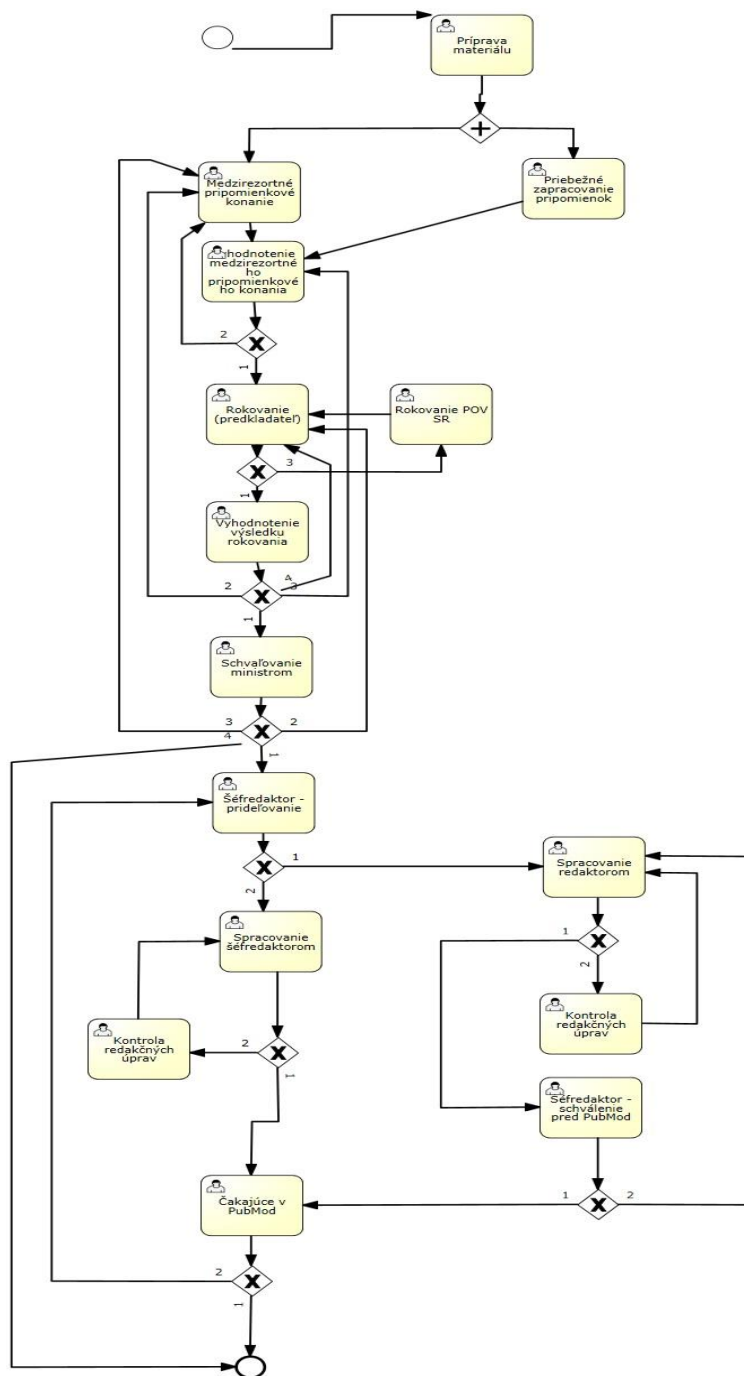 Príprava
materiálu
Medzirezortné
pripomienkové
konanie
Priebežné
zapracovanie
pripomienok
hodnotenie
medzirezortné
ho
pripomienkové
ho konania
2
1
Rokovanie
(predkladateľ)
Rokovanie POV
SR
3
1
Vyhodnotenie
výsledku
rokovania
4
2
3
1
Schvaľovanie
ministrom
3
2
4
1
Šéfredaktor -
prideľovanie
1
2
Spracovanie
redaktorom
Spracovanie
šéfredaktorom
1
2
Kontrola
redakčných
úprav
2
1
Kontrola
redakčných
úprav
Šéfredaktor -
schválenie
pred PubMod
Čakajúce v
PubMod
1
2
2
1